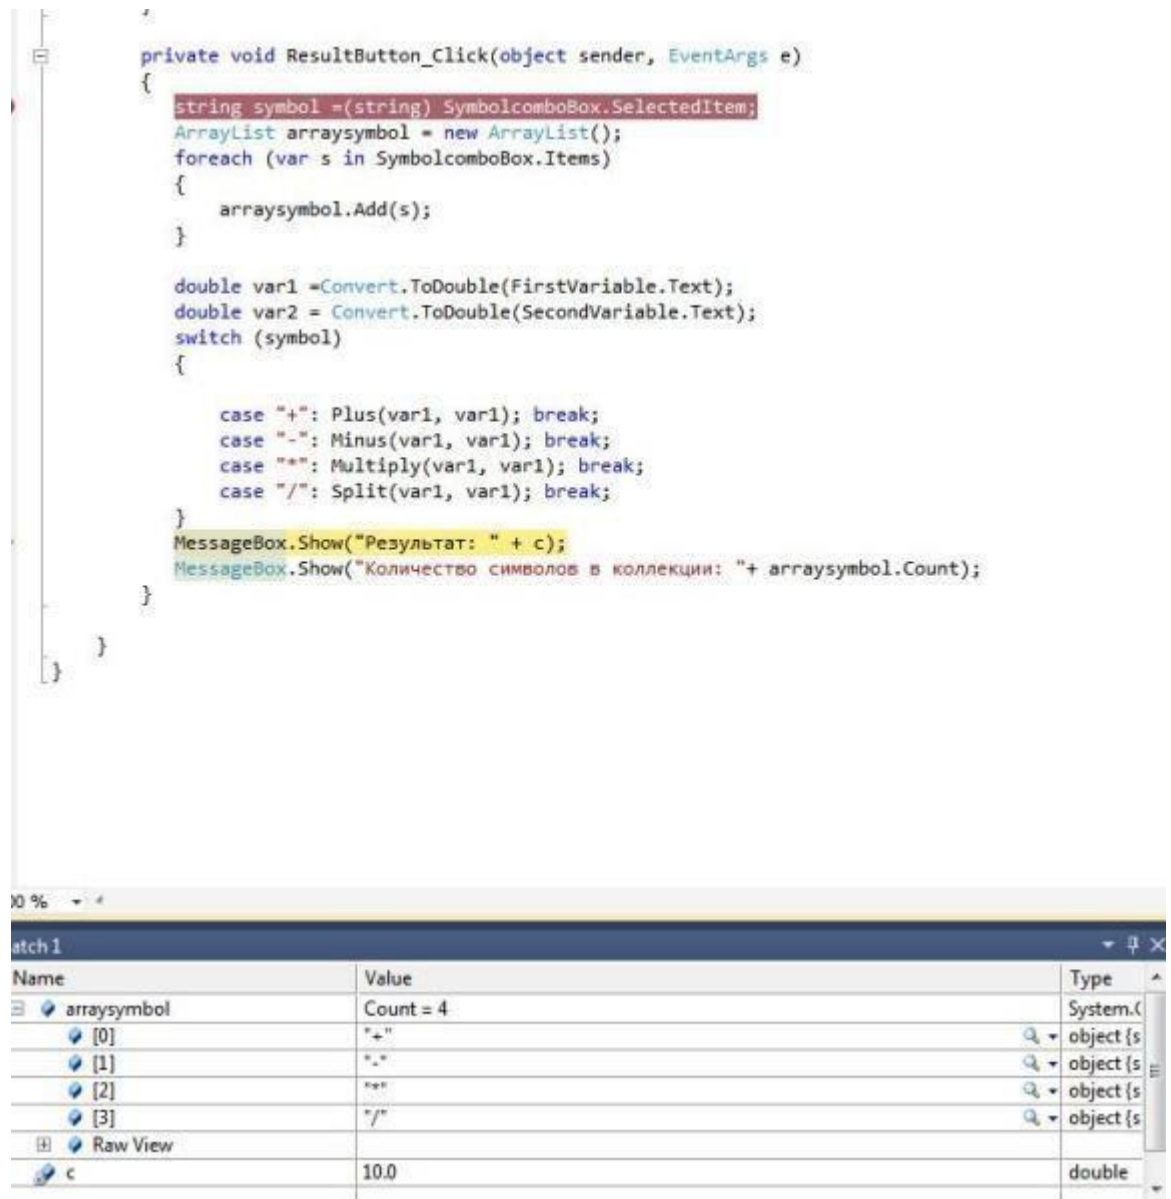 }
private void ResultButton_Click(object sender, EventArgs e)
{
string symbol =(string) SymbolcomboBox.SelectedItem;
ArrayList arraysymbol = new ArrayList();
foreach (var s in SymbolcomboBox.Items)
{
arraysymbol.Add(s);
}
double var1 =Convert.ToDouble(FirstVariable.Text);
double var2 = Convert.ToDouble(SecondVariable.Text);
switch (symbol)
{
case "+": Plus(var1, var1); break;
case "-": Minus(var1, var1); break;
case "*": Multiply(var1, var1); break;
case "/": Split(var1, var1); break;
}
MessageBox.Show("Результат: " + c);
MessageBox.Show("Количество символов в коллекции: "+ arraysymbol.Count);
}
}
}
00 %
atch 1
Name Value Type
arraysymbol Count = 4 System.C
[0] "+" object {s
[1] "-" object {s
[2] "*" object {s
[3] "/" object {s
Raw View
c 10.0 double